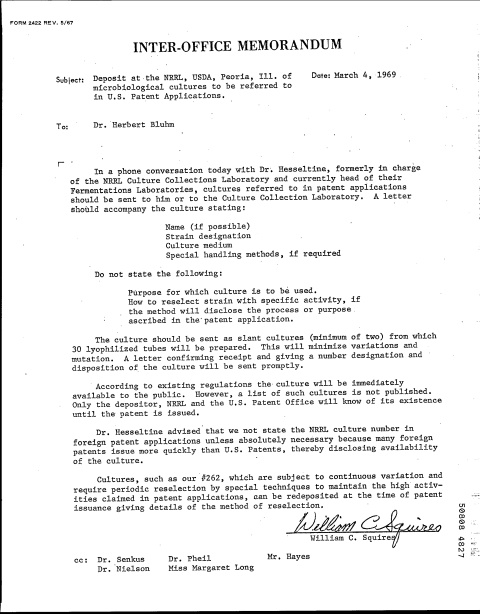 FORM 2422 REV. 5/67
INTER-OFFICE MEMORANDUM
Subject: Deposit at the NRRL, USDA, Peoria, Ill. of Date: March 4, 1969
microbiological cultures to be referred to
in U.S. Patent Applications.
To: Dr. Herbert Bluhm
In a phone conversation today with Dr. Hesseltine, formerly in charge
of the NRRL Culture Collections Laboratory and currently head of their
Fermentations Laboratories, cultures referred to in patent applications
should be sent to him or to the Culture Collection Laboratory. A letter
should accompany the culture stating:
Name (if possible)
Strain designation
Culture medium
Special handling methods, if required
Do not state the following:
Purpose for which culture is to be used.
How to reselect strain with specific activity, if
the method will disclose the process or purpose
ascribed in the patent application.
The culture should be sent as slant cultures (minimum of two) from which
30 lyophilized tubes will be prepared. This will minimize variations and
mutation. A letter confirming receipt and giving a number designation and
disposition of the culture will be sent promptly.
According to existing regulations the culture will be immediately
available to the public. However, a list of such cultures is not published.
Only the depositor, NRRL and the U.S. Patent Office will know of its existence
until the patent is issued.
Dr. Hesseltine advised that we not state the NRRL culture number in
foreign patent applications unless absolutely necessary because many foreign
patents issue more quickly than U.S. Patents, thereby disclosing availability
of the culture.
Cultures, such as our #262, which are subject to continuous variation and
require periodic reselection by special techniques to maintain the high activ-
ities claimed in patent applications, can be redeposited at the time of patent
issuance giving details of the method of reselection.
William C. Squires
William C. Squires
cc: Dr. Senkus Dr. Pheil Mr. Hayes
Dr. Nielson Miss Margaret Long
50808 4827